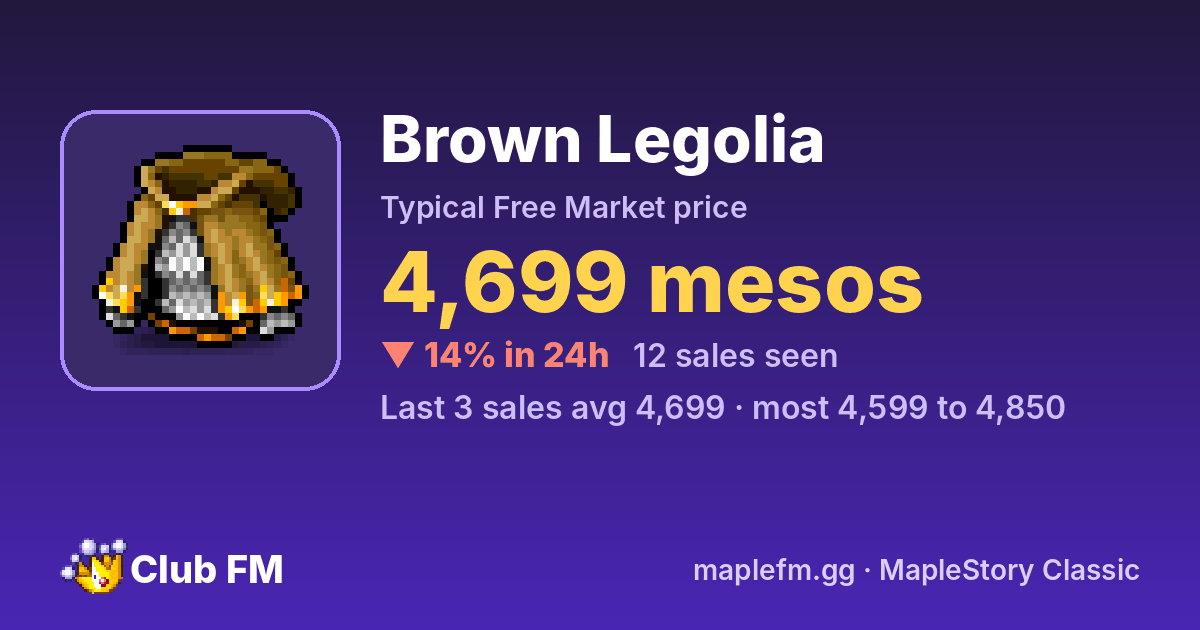 Brown Legolia
Typical Free Market price
4,699 mesos
▼ 14% in 24h 12 sales seen
Last 3 sales avg 4,699 · most 4,599 to 4,850
Club FM
maplefm.gg · MapleStory Classic